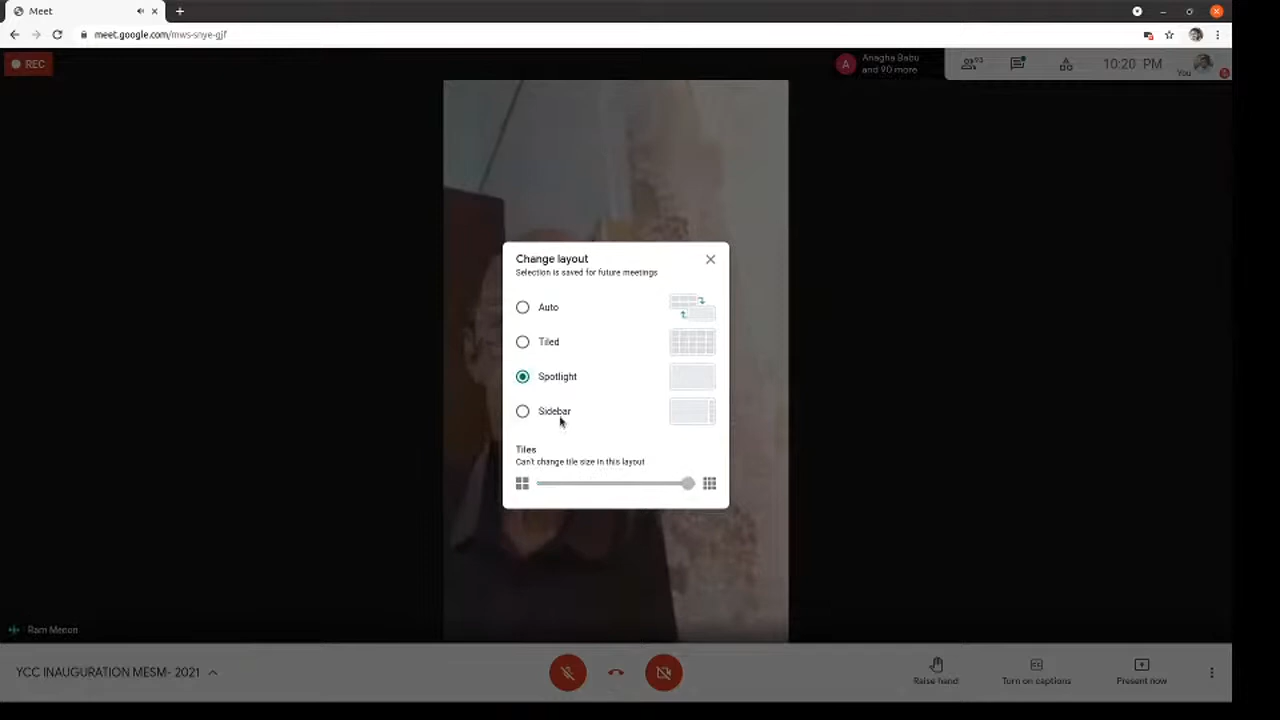 Meet
meet.google.com/mws-snye-gjf
REC
A
Anagha Babu
and 90 more
93
10:20 PM
You
Change layout
Selection is saved for future meetings
Auto
Tiled
Spotlight
Sidebar
Tiles
Can't change tile size in this layout
Ram Menon
YCC INAUGURATION MESM- 2021
Raise hand
Turn on captions
Present now